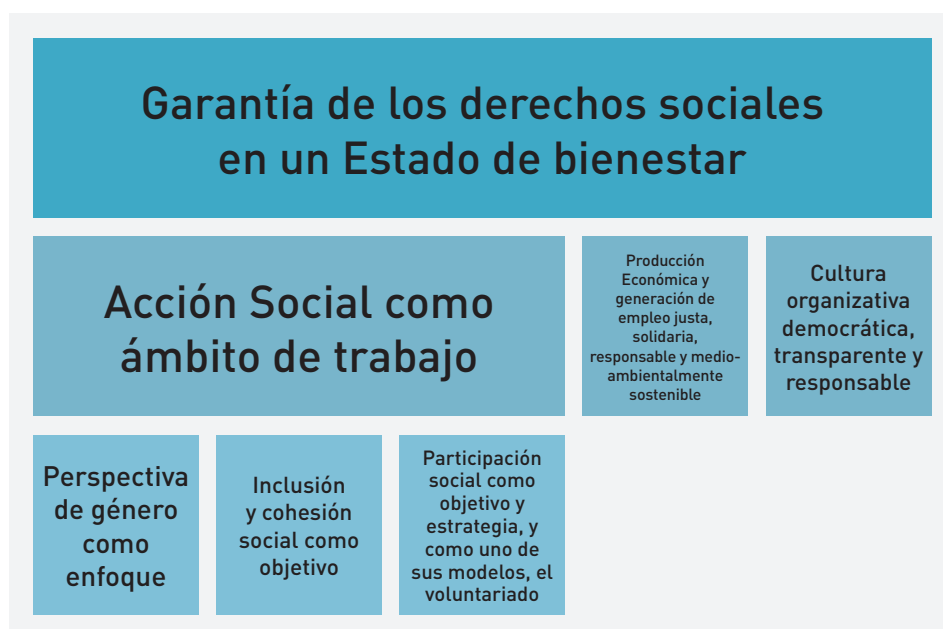 Garantía de los derechos sociales
en un Estado de bienestar
Acción Social como
ámbito de trabajo
Producción
Económica y
generación de
empleo justa,
solidaria,
responsable y medio-
ambientalmente
sostenible
Cultura
organizativa
democrática,
transparente y
responsable
Perspectiva
de género
como
enfoque
Inclusión
y cohesión
social como
objetivo
Participación
social como
objetivo y
estrategia, y
como uno de
sus modelos, el
voluntariado